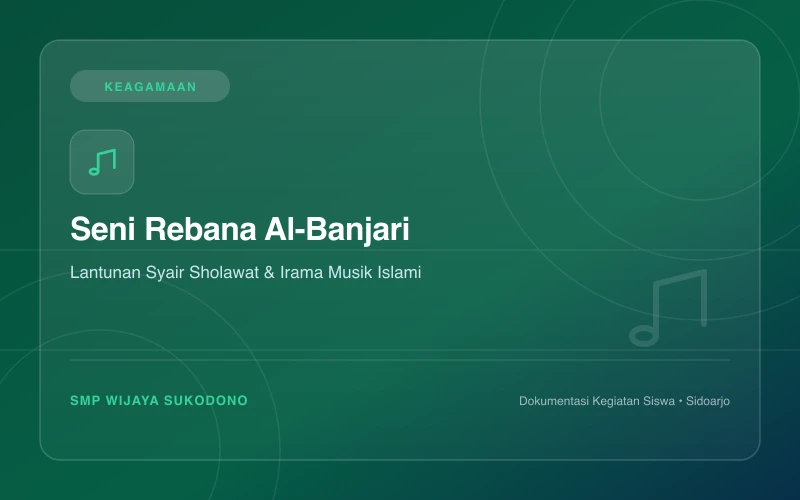 KEAGAMAAN
Seni Rebana Al-Banjari
Lantunan Syair Sholawat & Irama Musik Islami
SMP WIJAYA SUKODONO
Dokumentasi Kegiatan Siswa • Sidoarjo